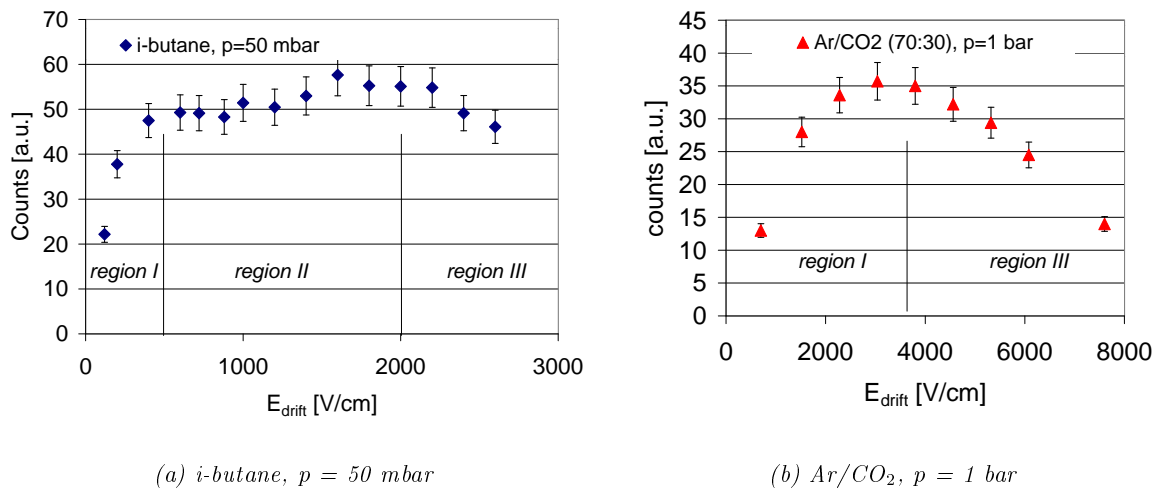 70
60
50
40
30
20
10
0
Counts [a.u.]
i-butane, p=50 mbar
region I
region II
region III
0
1000
2000
3000
E_drift [V/cm]
(a) i-butane, p = 50 mbar
45
40
35
30
25
20
15
10
5
0
counts [a.u.]
Ar/CO2 (70:30), p=1 bar
region I
region III
0
2000
4000
6000
8000
E_drift [V/cm]
(b) Ar/CO₂, p = 1 bar